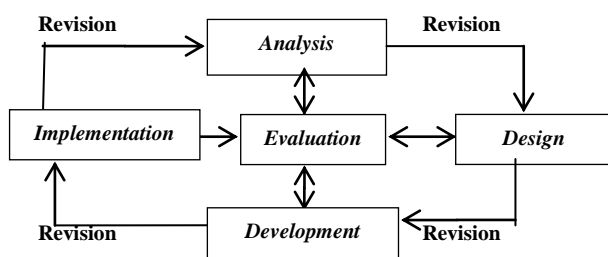 Revision
Analysis
Revision
Implementation
Evaluation
Design
Revision
Development
Revision